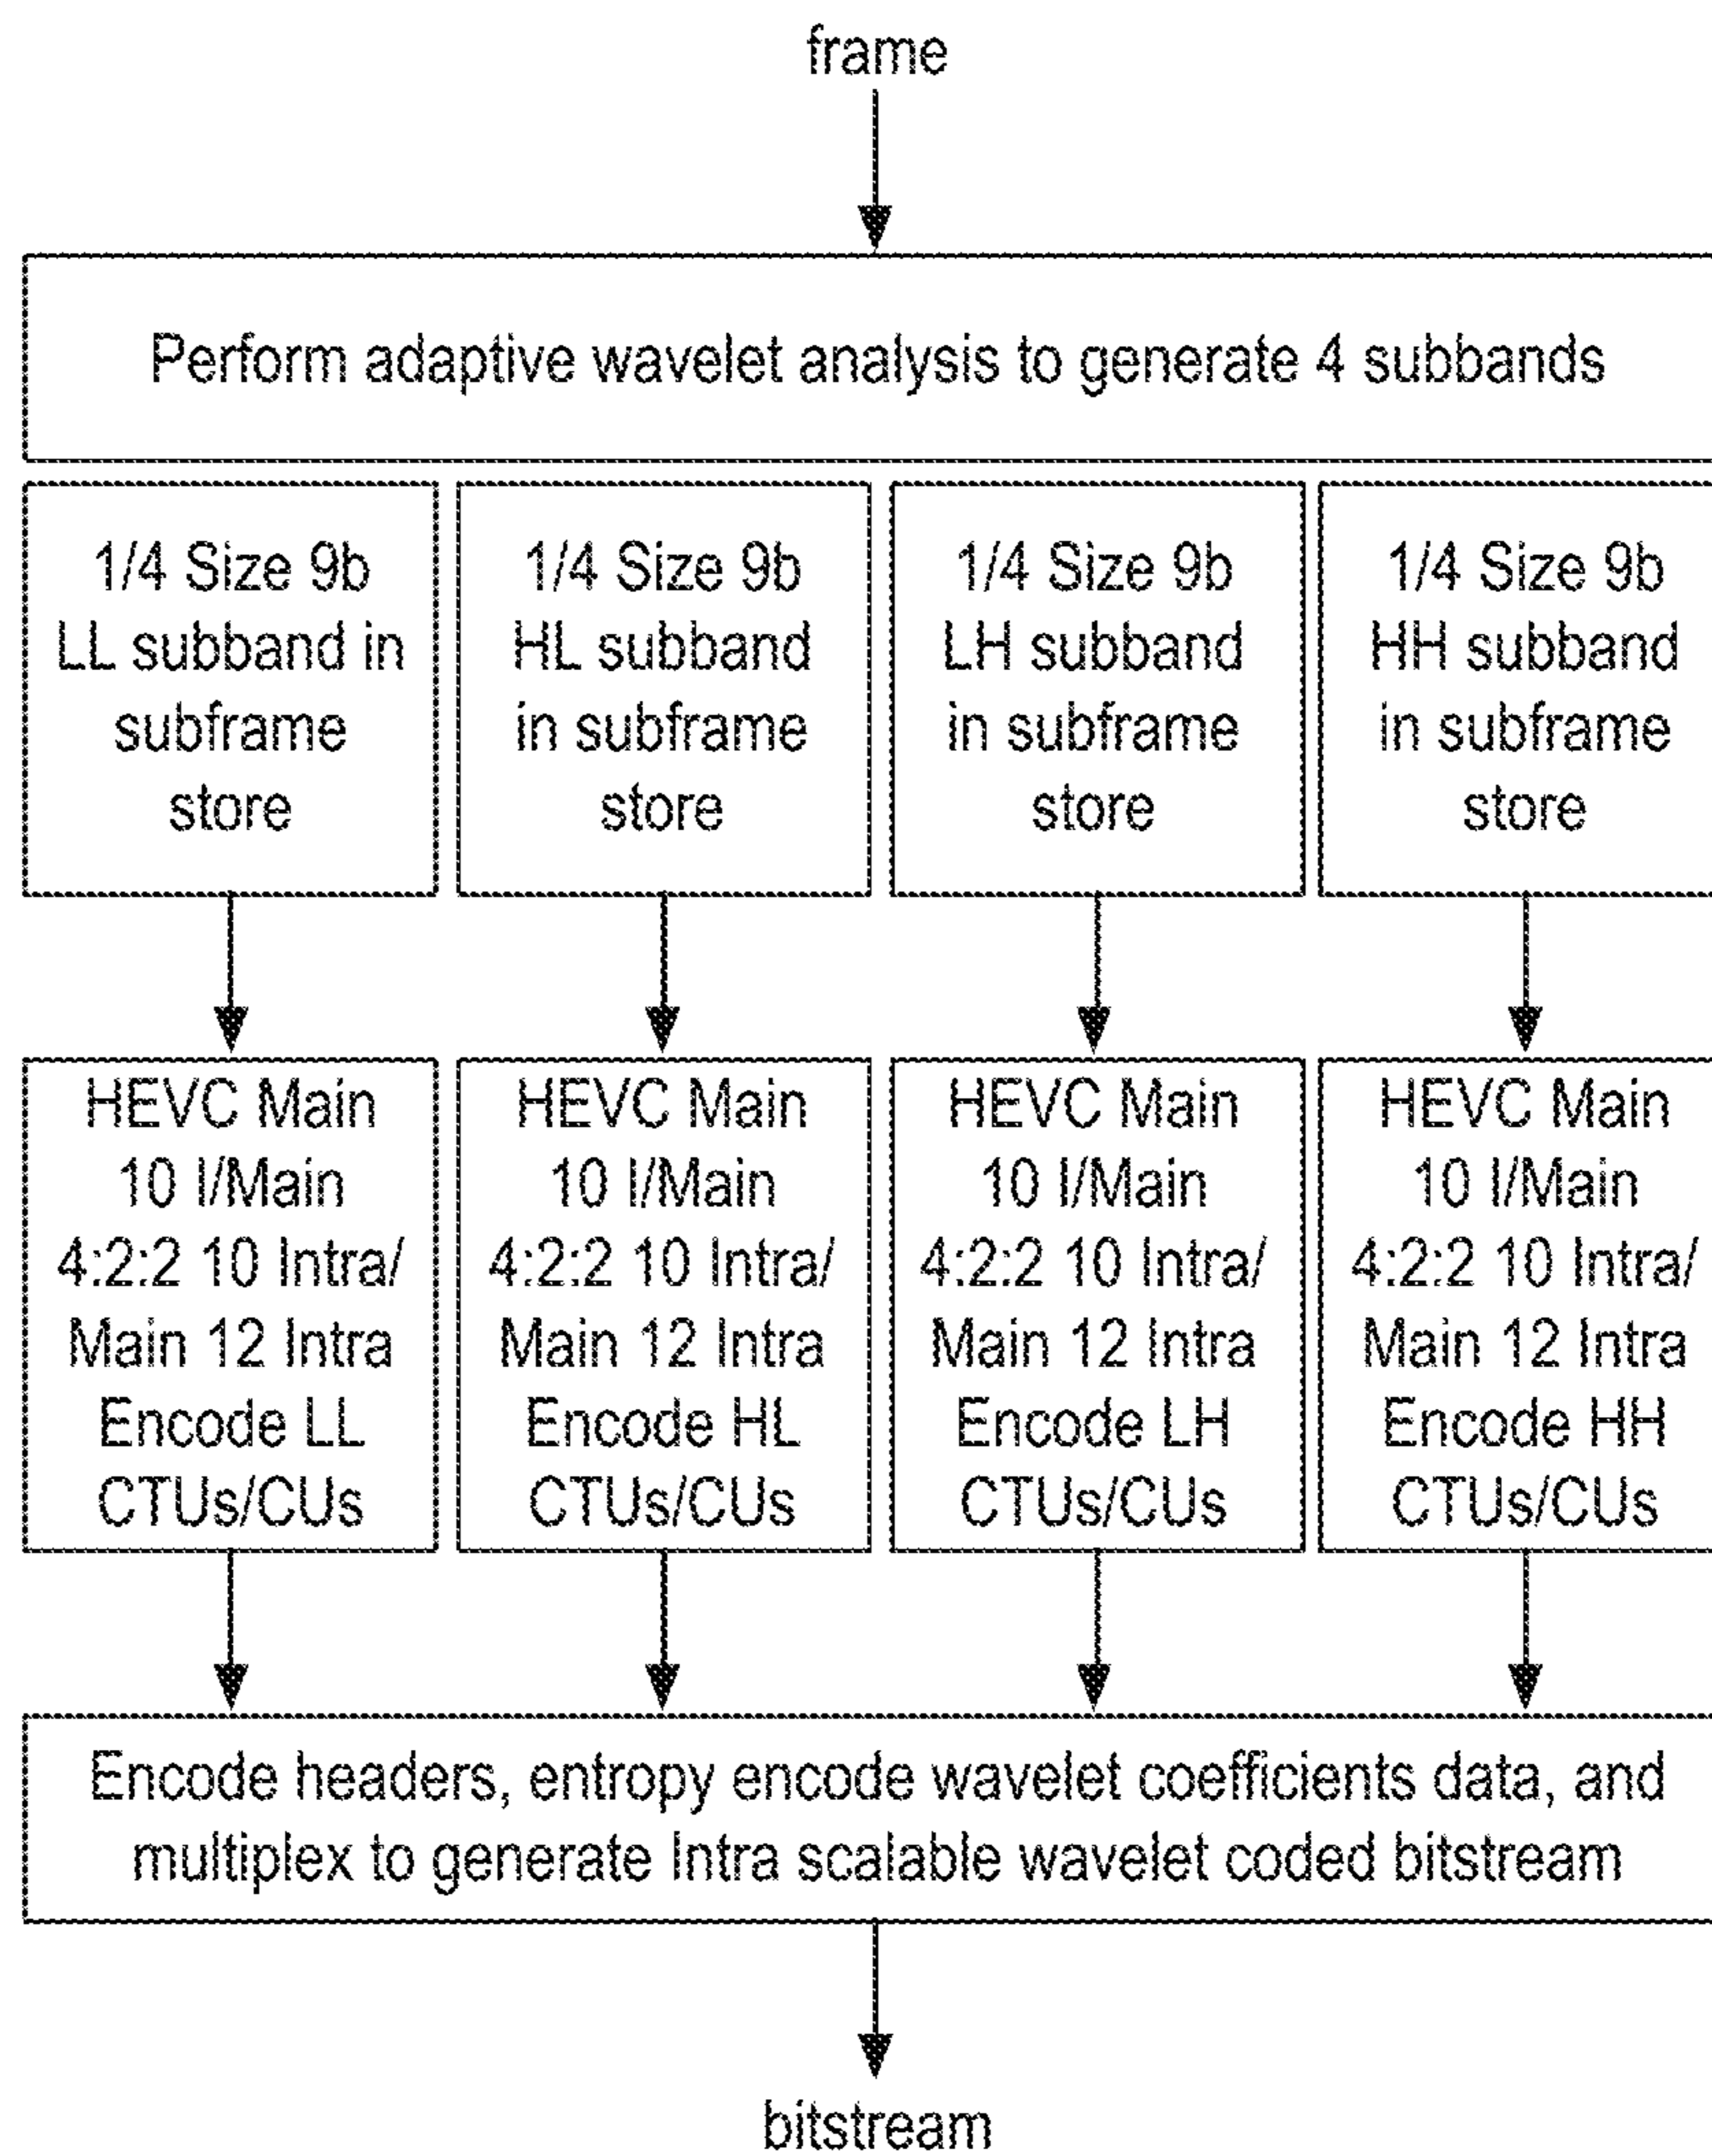 frame
Perform adaptive wavelet analysis to generate 4 subbands
1/4 Size 9b
LL subband in
subframe
store
1/4 Size 9b
HL subband
in subframe
store
1/4 Size 9b
LH subband
in subframe
store
1/4 Size 9b
HH subband
in subframe
store
HEVC Main
10 I/Main
4:2:2 10 Intra/
Main 12 Intra
Encode LL
CTUs/CUs
HEVC Main
10 I/Main
4:2:2 10 Intra/
Main 12 Intra
Encode HL
CTUs/CUs
HEVC Main
10 I/Main
4:2:2 10 Intra/
Main 12 Intra
Encode LH
CTUs/CUs
HEVC Main
10 I/Main
4:2:2 10 Intra/
Main 12 Intra
Encode HH
CTUs/CUs
Encode headers, entropy encode wavelet coefficients data, and
multiplex to generate Intra scalable wavelet coded bitstream
bitstream